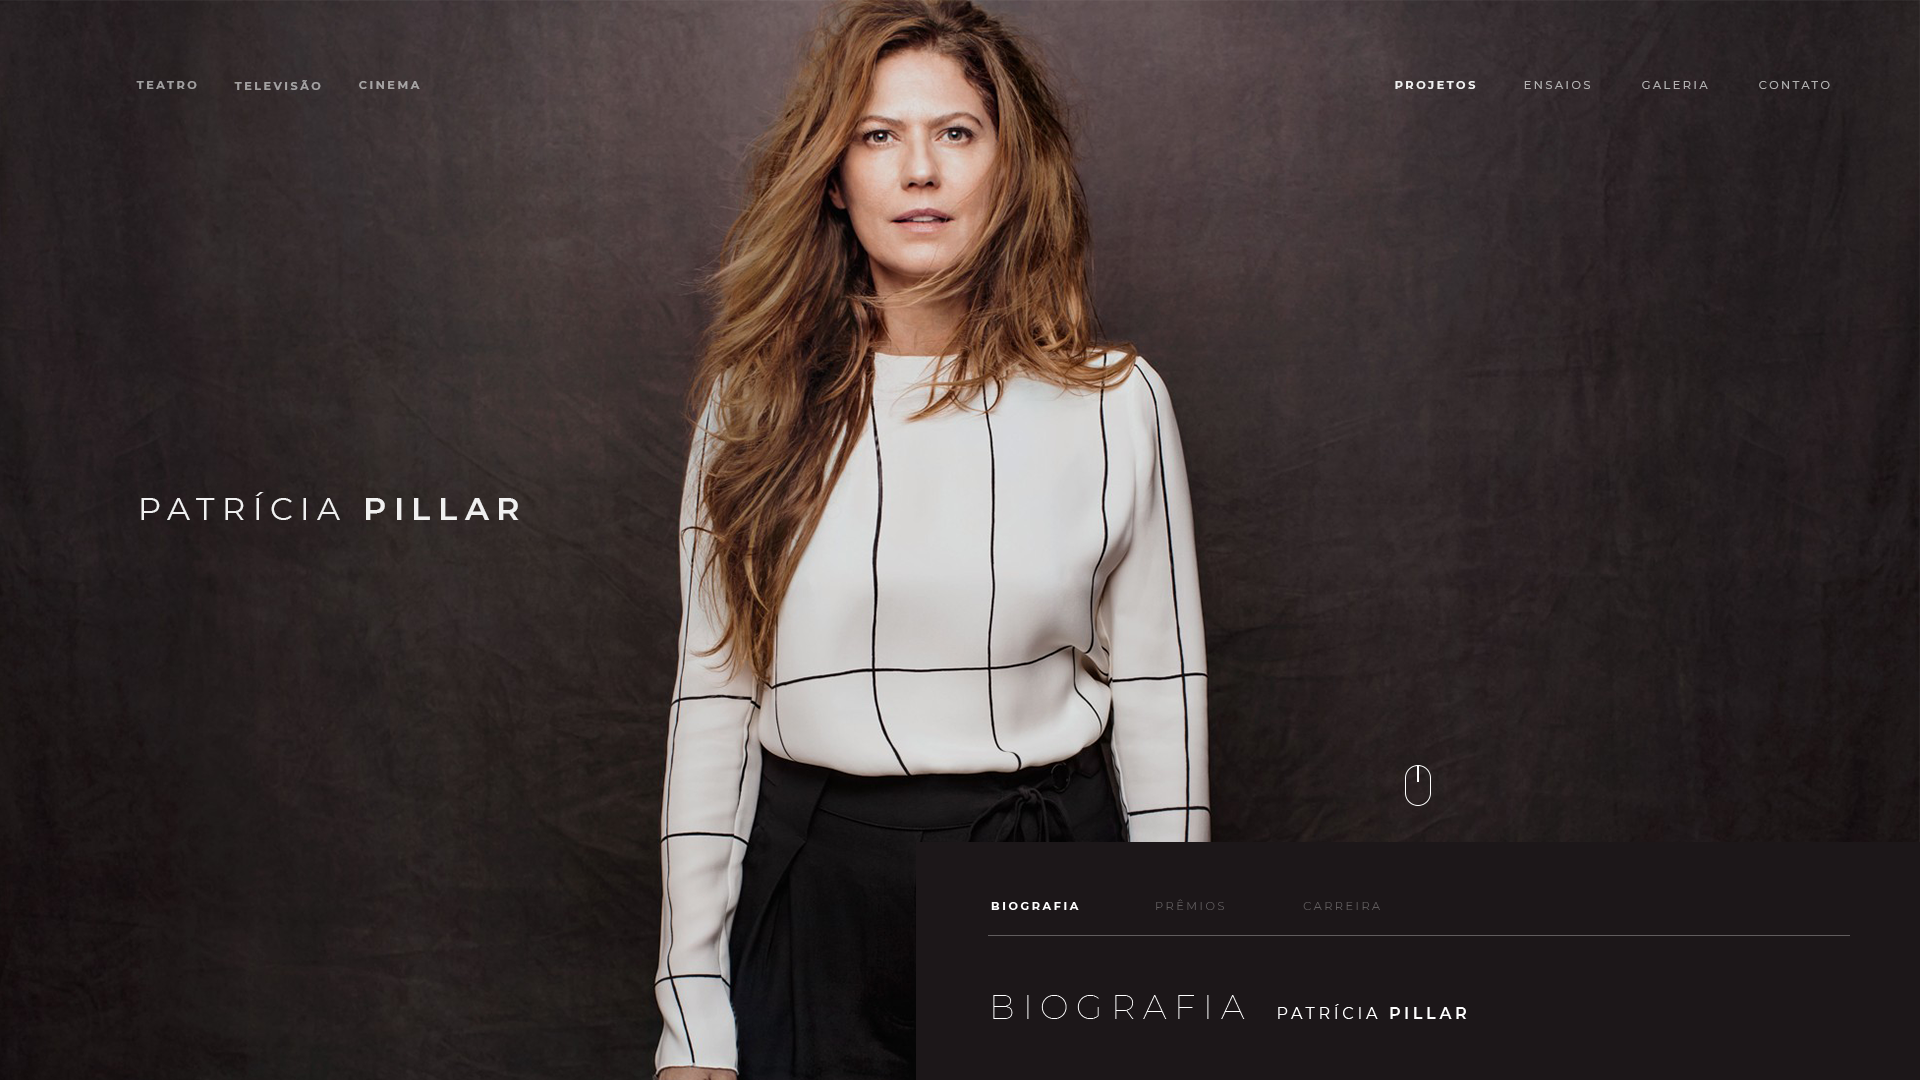 TEATRO TELEVISÃO CINEMA PROJETOS ENSAIOS GALERIA CONTATO
PATRÍCIA PILLAR
BIOGRAFIA PRÊMIOS CARREIRA
BIOGRAFIA PATRÍCIA PILLAR